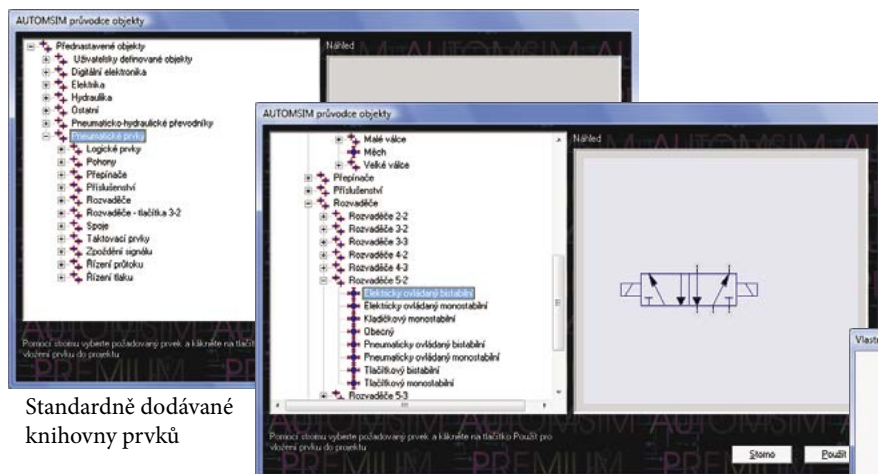 AUTOMSIM průvodce objekty
Přednastavené objekty
Uživatelsky definované objekty
Digitální elektronika
Elektrika
Hydraulika
Ostatní
Pneumaticko-hydraulické převodníky
Pneumatické prvky
Logické prvky
Pohony
Přepínače
Příslušenství
Rozvaděče
Rozvaděče - tlačítka 3-2
Spoje
Taktovací prvky
Zpoždění signálu
Řízení průtoku
Řízení tlaku
Náhled
Pomocí stromu vyberte požadovaný prvek a klikněte na tlačít
vložení prvku do projektu
AUTOMSIM průvodce objekty
Malé válce
Měch
Velké válce
Přepínače
Příslušenství
Rozvaděče
Rozvaděče 2-2
Rozvaděče 3-2
Rozvaděče 3-3
Rozvaděče 4-2
Rozvaděče 4-3
Rozvaděče 5-2
Elektricky ovládaný bistabilní
Elektricky ovládaný monostabilní
Kladičkový monostabilní
Obecný
Pneumaticky ovládaný bistabilní
Pneumaticky ovládaný monostabilní
Tlačítkový bistabilní
Tlačítkový monostabilní
Rozvaděče 5-3
Náhled
Pomocí stromu vyberte požadovaný prvek a klikněte na tlačítko Použít pro
vložení prvku do projektu
Storno
Použít
Vlastn
Standardně dodávané
knihovny prvků